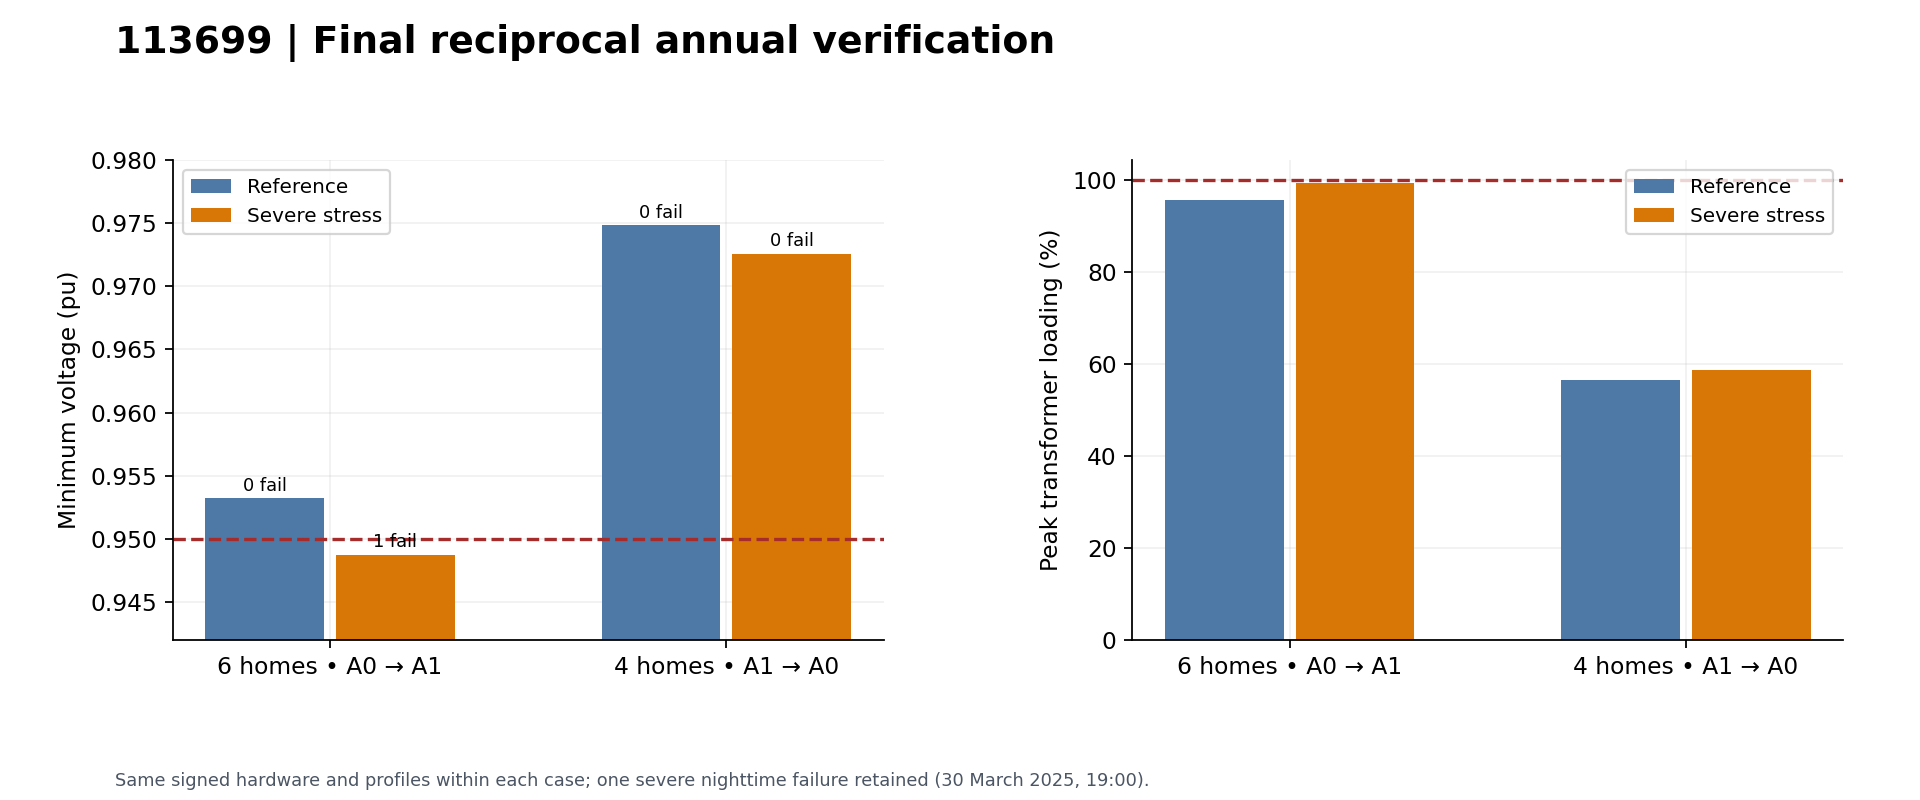 113699 | Final reciprocal annual verification
0.980
0.975
0.970
0.965
0.960
0.955
0.950
0.945
Minimum voltage (pu)
Reference
Severe stress
0 fail
1 fail
0 fail
0 fail
6 homes • A0 → A1
4 homes • A1 → A0
100
80
60
40
20
0
Peak transformer loading (%)
Reference
Severe stress
6 homes • A0 → A1
4 homes • A1 → A0
Same signed hardware and profiles within each case; one severe nighttime failure retained (30 March 2025, 19:00).